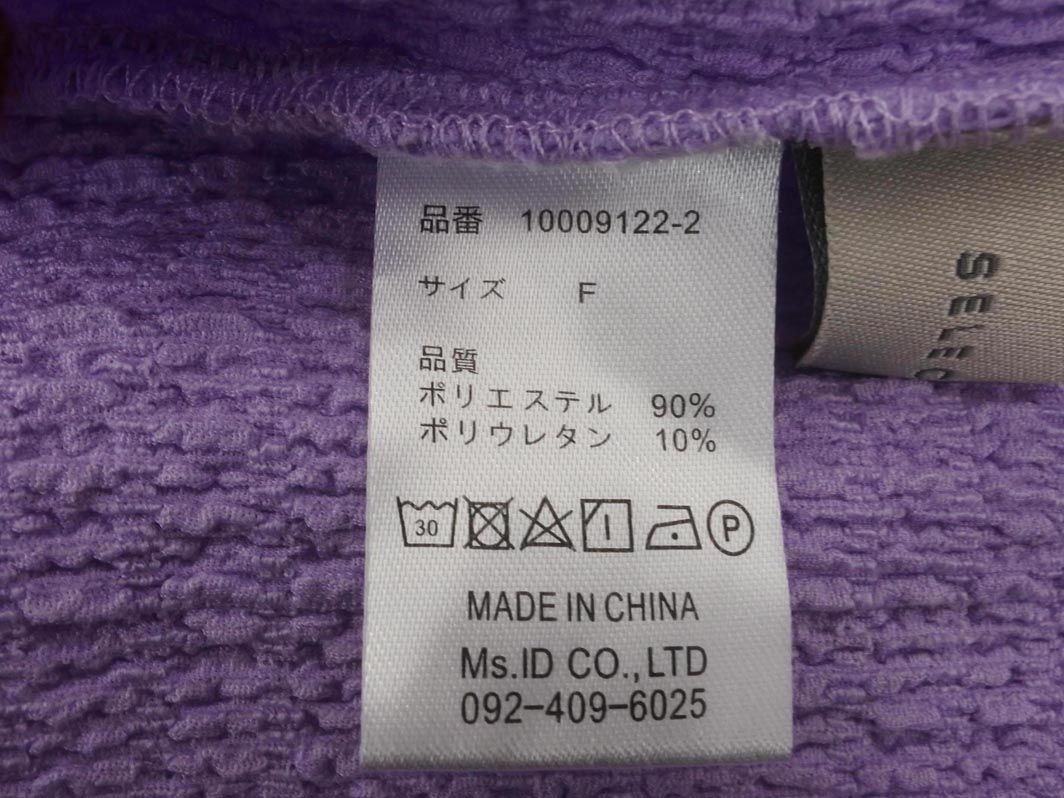 品番 10009122-2
サイズ F
品質
ポリエステル 90%
ポリウレタン 10%
30 P
MADE IN CHINA
Ms.ID CO.,LTD
092-409-6025